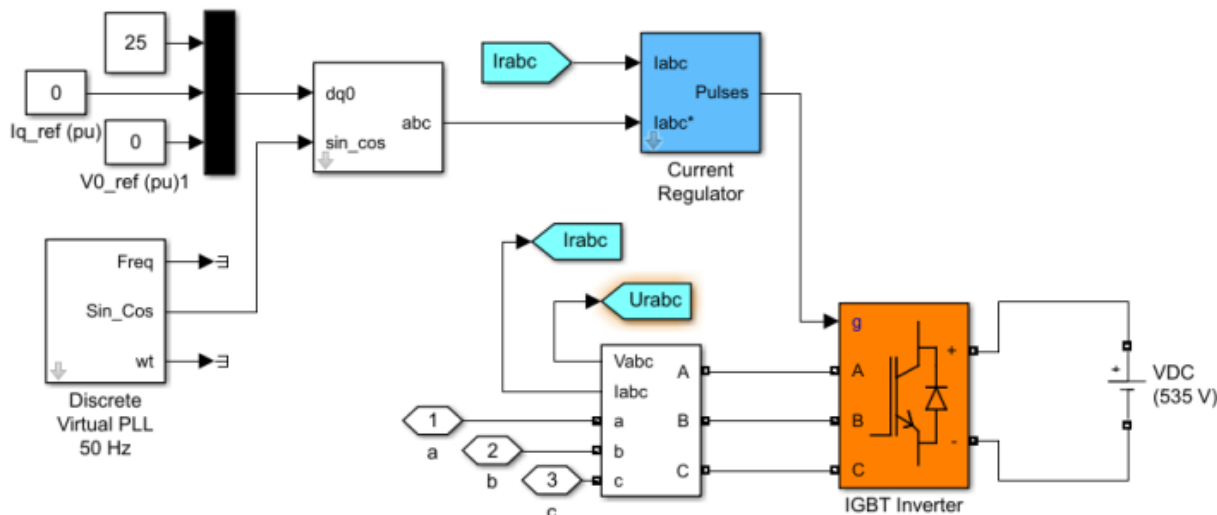 25
0
Iq_ref (pu)
0
V0_ref (pu)1
dq0
sin_cos
abc
Irabc
Iabc
Iabc*
Pulses
Current
Regulator
Freq
Sin_Cos
wt
Discrete
Virtual PLL
50 Hz
Irabc
Urabc
Vabc
Iabc
a
b
c
A
B
C
1
a
2
b
3
c
g
A
B
C
+
-
IGBT Inverter
+
VDC
(535 V)